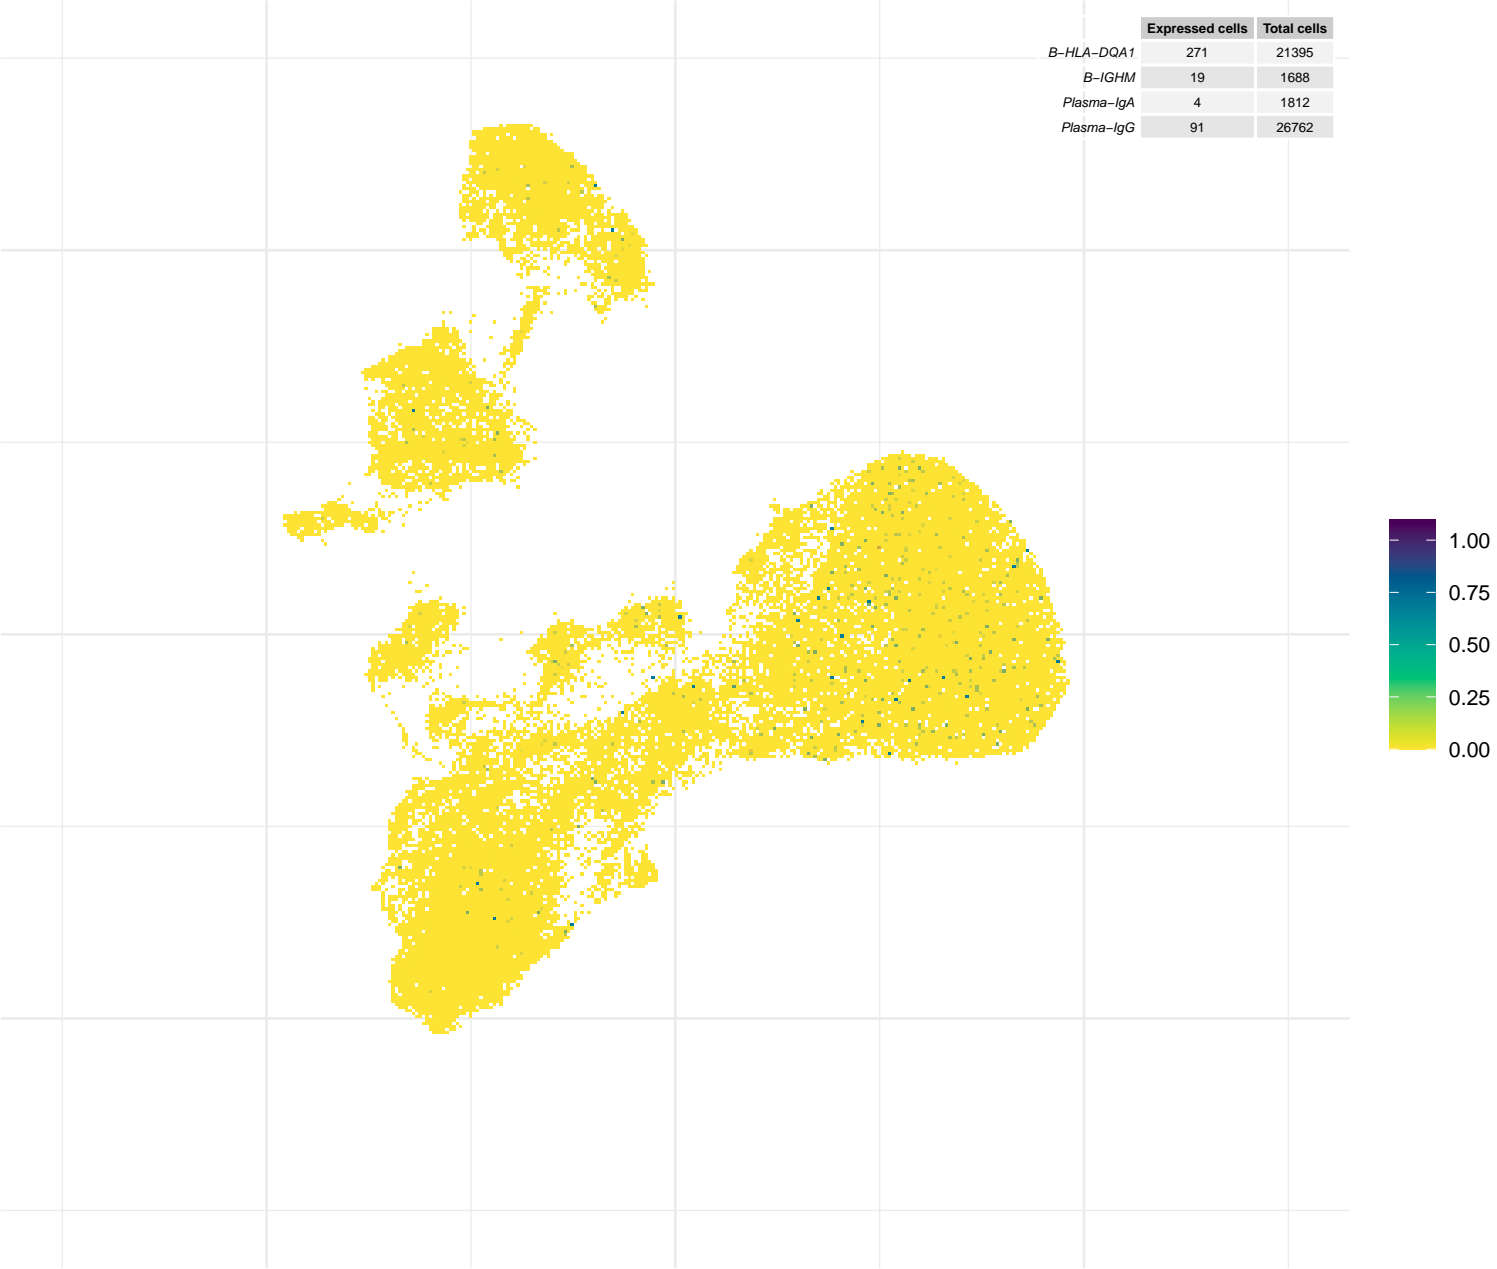 Expressed cells Total cells
B−HLA−DQA1 271 21395
B−IGHM 19 1688
Plasma−IgA 4 1812
Plasma−IgG 91 26762
1.00
0.75
0.50
0.25
0.00